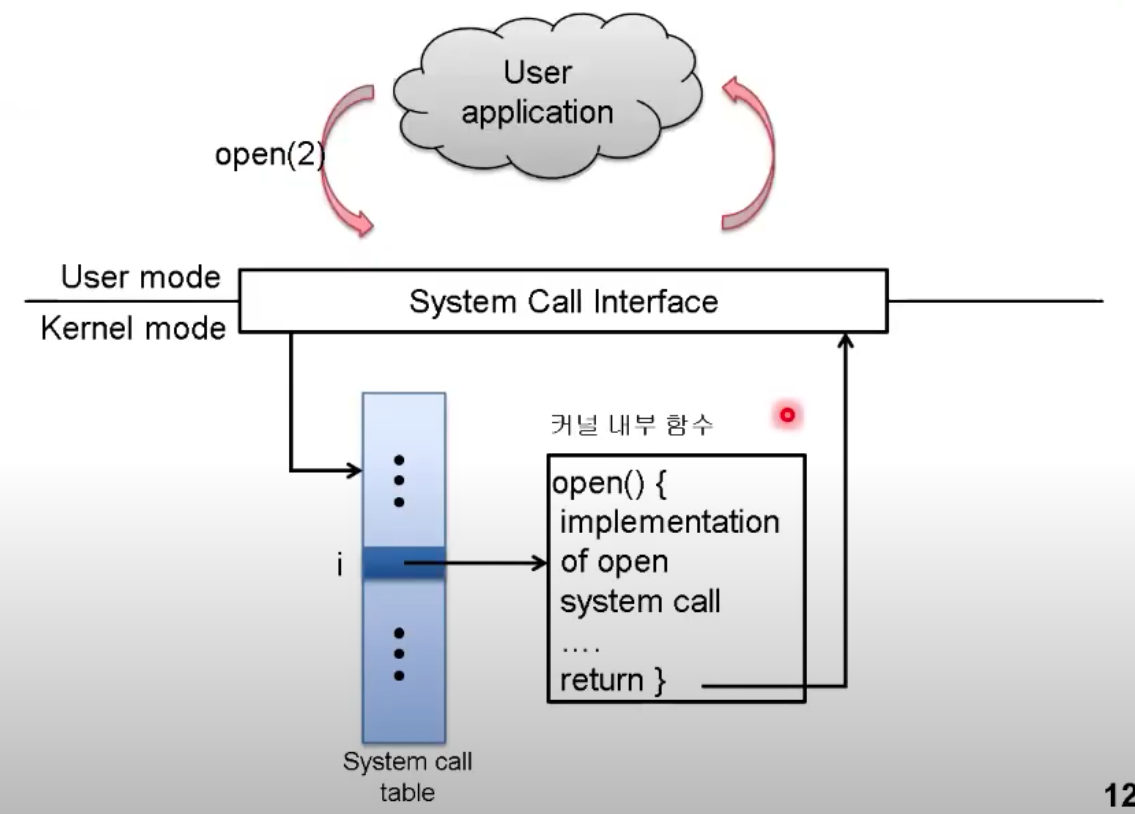 User
application
open(2)
User mode
System Call Interface
Kernel mode
커널 내부 함수
open() {
implementation
of open
system call
....
return }
i
System call
table
12